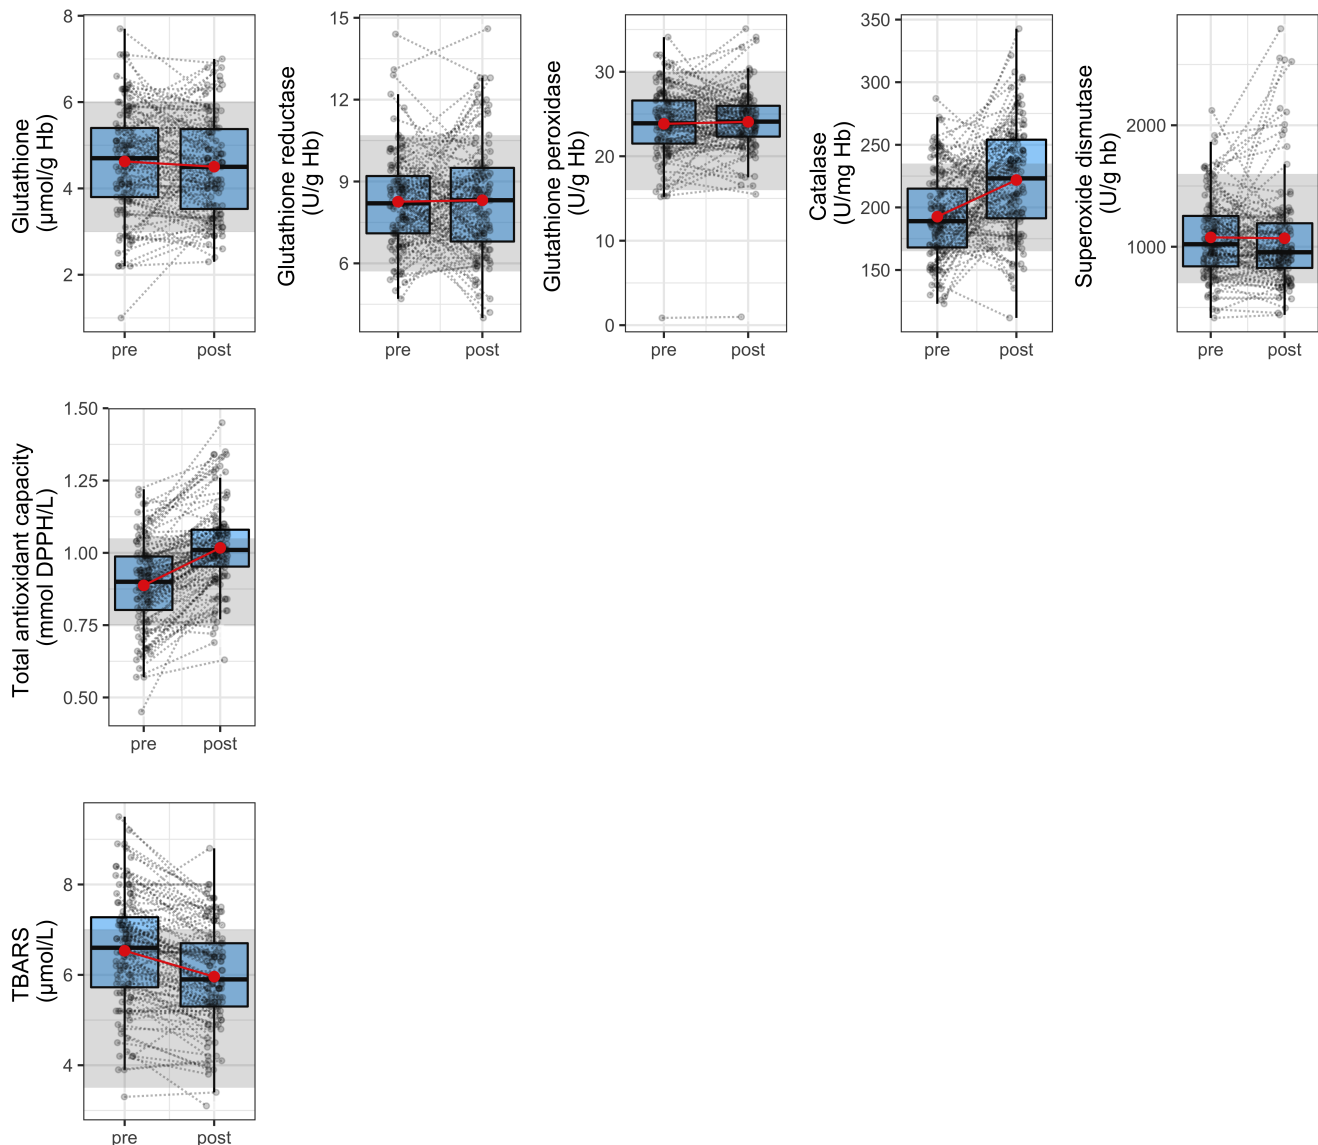 Glutathione
(µmol/g Hb)
8
6
4
2
pre post
Glutathione reductase
(U/g Hb)
15
12
9
6
pre post
Glutathione peroxidase
(U/g Hb)
30
20
10
0
pre post
Catalase
(U/mg Hb)
350
300
250
200
150
100
pre post
Superoxide dismutase
(U/g hb)
2000
1000
pre post
Total antioxidant capacity
(mmol DPPH/L)
1.50
1.25
1.00
0.75
0.50
pre post
TBARS
(µmol/L)
8
6
4
pre post